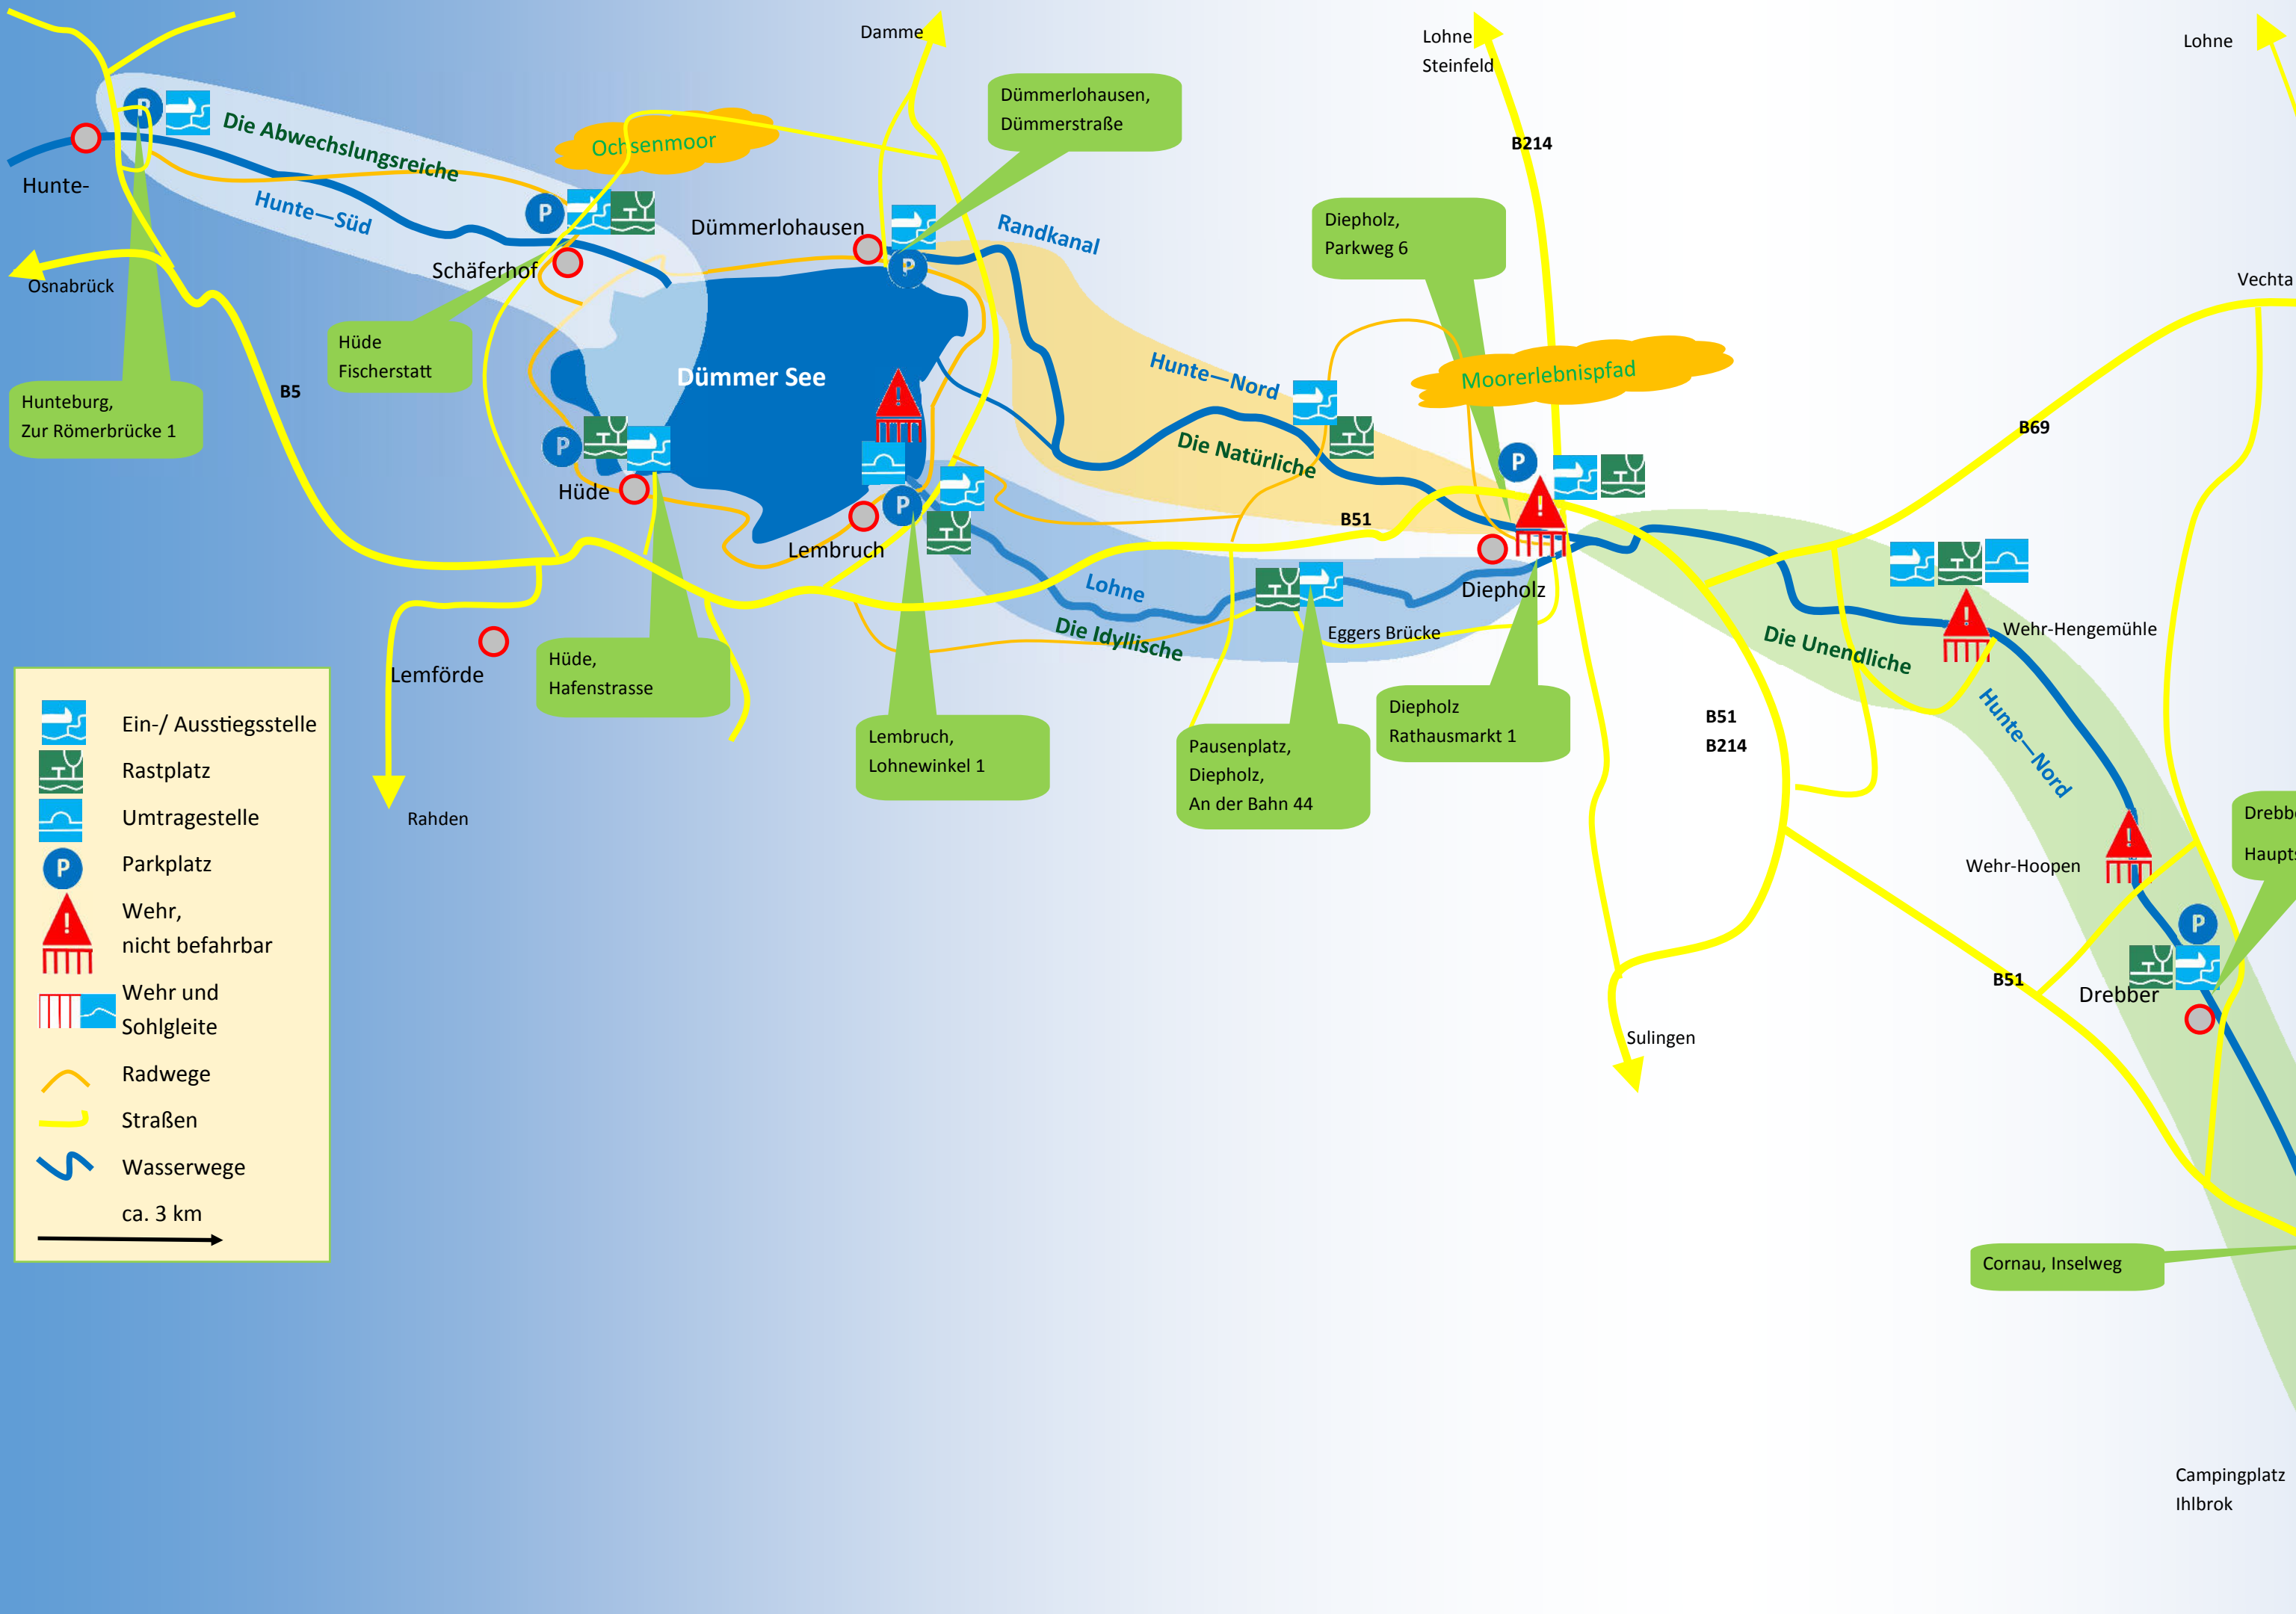 Damme
Lohne
Steinfeld
Lohne
Dümmerlohausen,
Dümmerstraße
P
Die Abwechslungsreiche
Ochsenmoor
B214
Hunte-
Hunte—Süd
P
Dümmerlohausen
Randkanal
Diepholz,
Parkweg 6
Schäferhof
P
Osnabrück
Vechta
Hüde
Fischerstatt
Dümmer See
Hunte—Nord
Moorerlebnispfad
B5
!
Hunteburg,
Zur Römerbrücke 1
B69
P
Die Natürliche
P
Hüde
P
!
B51
Lembruch
Diepholz
Lohne
Die Idyllische
Eggers Brücke
!
Wehr-Hengemühle
Die Unendliche
Lemförde
Hüde,
Hafenstrasse
Hunte—Nord
Diepholz
Rathausmarkt 1
B51
B214
Lembruch,
Lohnewinkel 1
Pausenplatz,
Diepholz,
An der Bahn 44
Rahden
Drebbe
Haupts
!
Wehr-Hoopen
P
B51
Drebber
Sulingen
Cornau, Inselweg
Campingplatz
Ihlbrok
Ein-/ Ausstiegsstelle
Rastplatz
Umtragestelle
P
Parkplatz
!
Wehr,
nicht befahrbar
Wehr und
Sohlgleite
Radwege
Straßen
Wasserwege
ca. 3 km